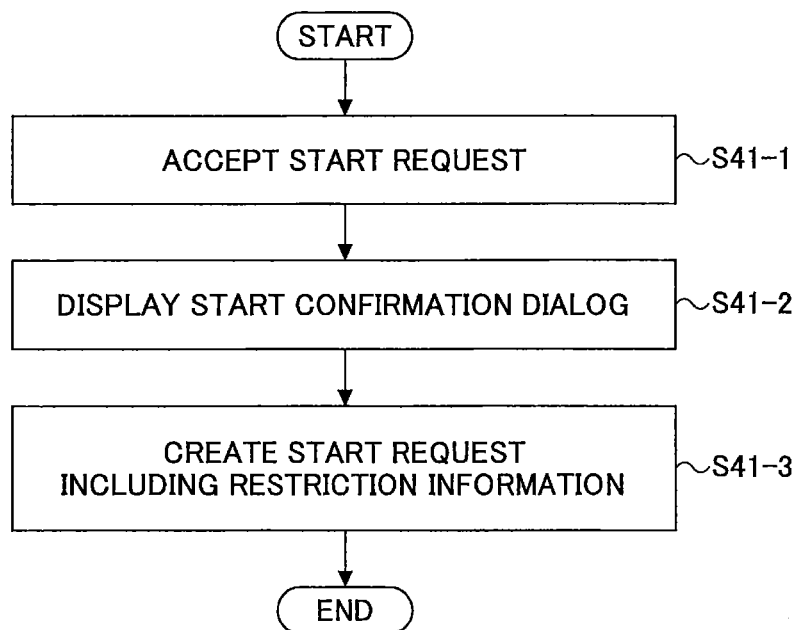 START
ACCEPT START REQUEST
S41-1
DISPLAY START CONFIRMATION DIALOG
S41-2
CREATE START REQUEST
INCLUDING RESTRICTION INFORMATION
S41-3
END